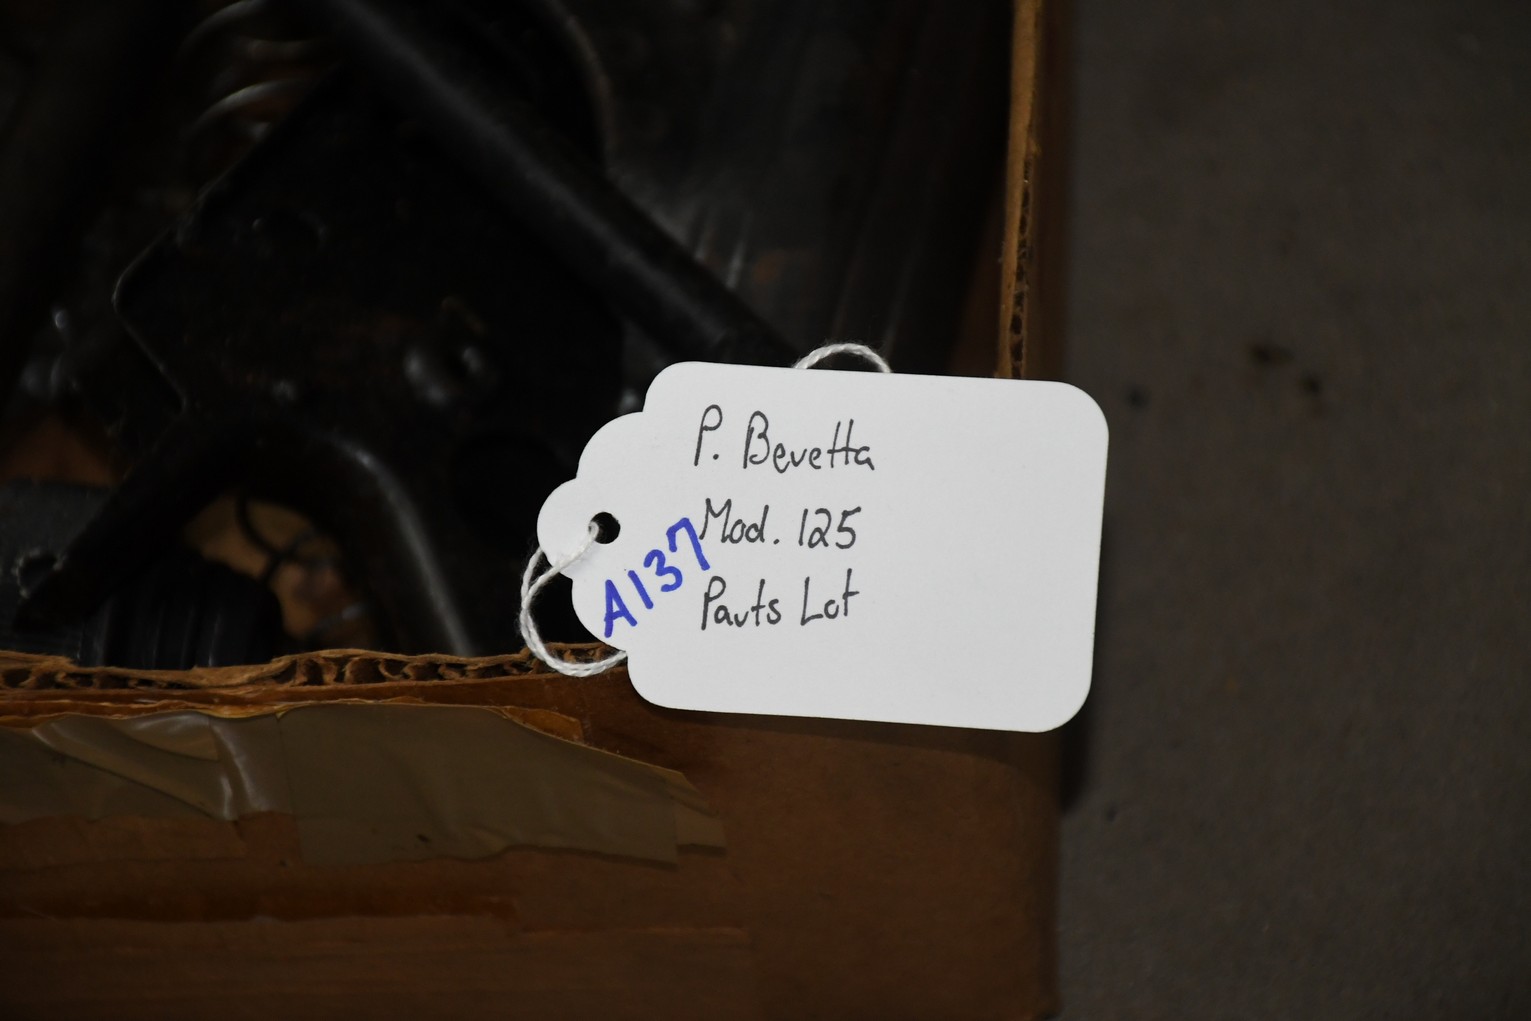 P. Beretta
Mod. 125
A137
Parts Lot